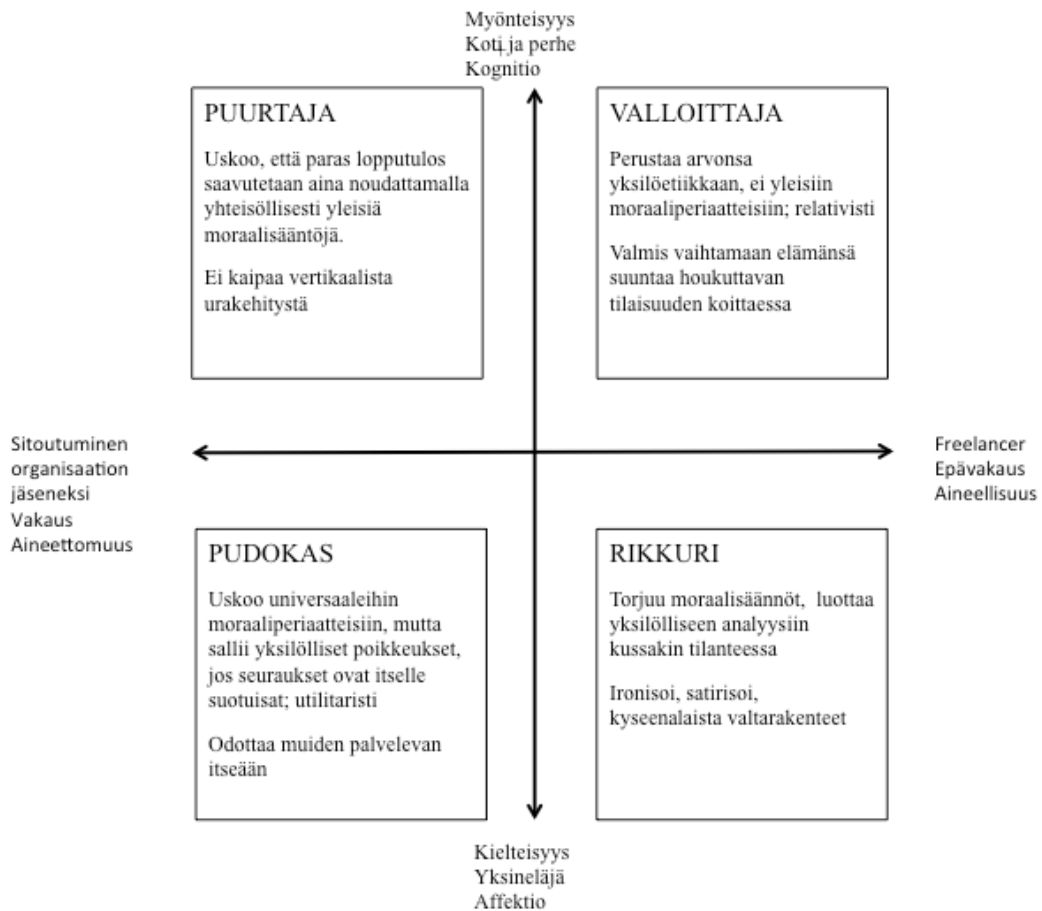 Myönteisyys
Koti ja perhe
Kognitio
PUURTAJA
Uskoo, että paras lopputulos
saavutetaan aina noudattamalla
yhteisöllisesti yleisiä
moraalisääntöjä.
Ei kaipaa vertikaalista
urakehitystä
VALLOITTAJA
Perustaa arvonsa
yksilöetiikkaan, ei yleisiin
moraaliperiaatteisiin; relativisti
Valmis vaihtamaan elämänsä
suuntaa houkuttavan
tilaisuuden koittaessa
Sitoutuminen
organisaation
jäseneksi
Vakaus
Aineettomuus
Freelancer
Epävakaus
Aineellisuus
PUDOKAS
Uskoo universaaleihin
moraaliperiaatteisiin, mutta
sallii yksilölliset poikkeukset,
jos seuraukset ovat itselle
suotuisat; utilitaristi
Odottaa muiden palvelevan
itseään
RIKKURI
Torjuu moraalisäännöt, luottaa
yksilölliseen analyysiin
kussakin tilanteessa
Ironisoi, satirisoi,
kyseenalaista valtarakenteet
Kielteisyys
Yksineläjä
Affektio